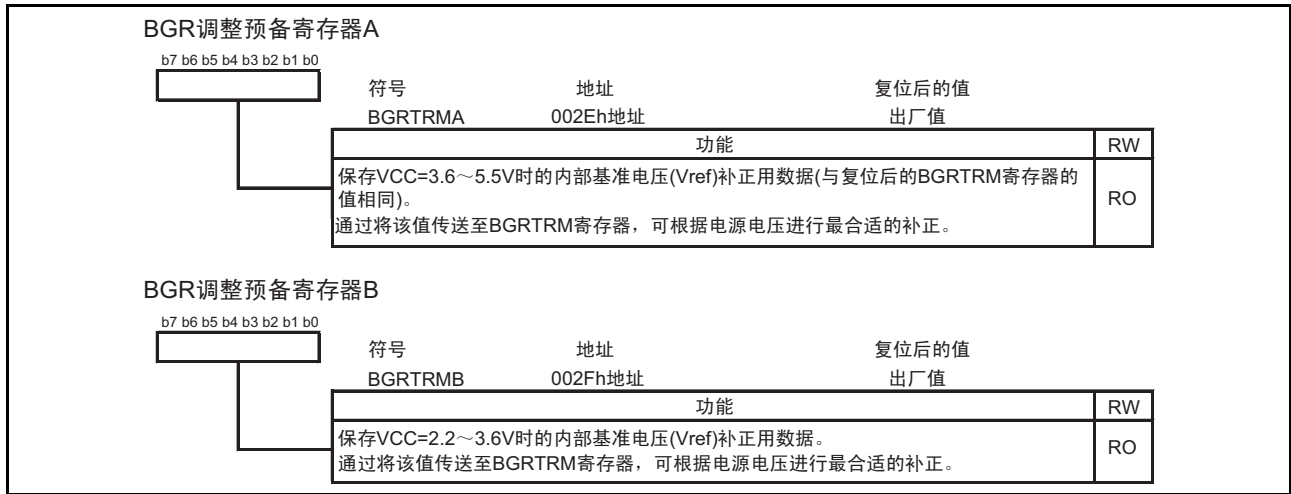 BGR调整预备寄存器A
b7 b6 b5 b4 b3 b2 b1 b0
符号 地址 复位后的值
BGRTRMA 002Eh地址 出厂值
功能 RW
保存VCC=3.6～5.5V时的内部基准电压(Vref)补正用数据(与复位后的BGRTRM寄存器的
值相同)。
RO
通过将该值传送至BGRTRM寄存器，可根据电源电压进行最合适的补正。
BGR调整预备寄存器B
b7 b6 b5 b4 b3 b2 b1 b0
符号 地址 复位后的值
BGRTRMB 002Fh地址 出厂值
功能 RW
保存VCC=2.2～3.6V时的内部基准电压(Vref)补正用数据。
RO
通过将该值传送至BGRTRM寄存器，可根据电源电压进行最合适的补正。